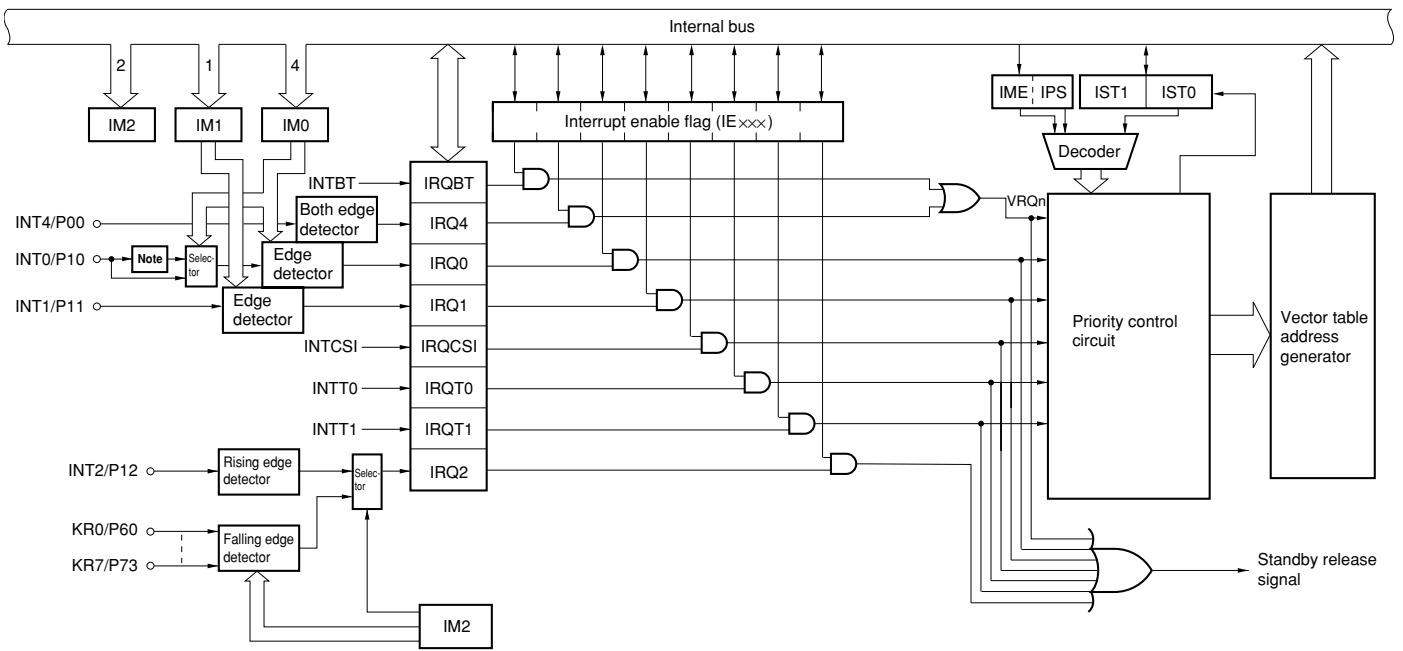 Internal bus
2
1
4
IM2
IM1
IM0
IME
IPS
IST1
IST0
Interrupt enable flag (IE×××)
Decoder
INTBT
IRQBT
VRQn
INT4/P00
Both edge
detector
IRQ4
INT0/P10
Note
Selec-
tor
Edge
detector
IRQ0
INT1/P11
Edge
detector
IRQ1
Priority control
circuit
Vector table
address
generator
INTCSI
IRQCSI
INTT0
IRQT0
INTT1
IRQT1
INT2/P12
Rising edge
detector
Selec-
tor
IRQ2
KR0/P60
Falling edge
detector
KR7/P73
Standby release
signal
IM2